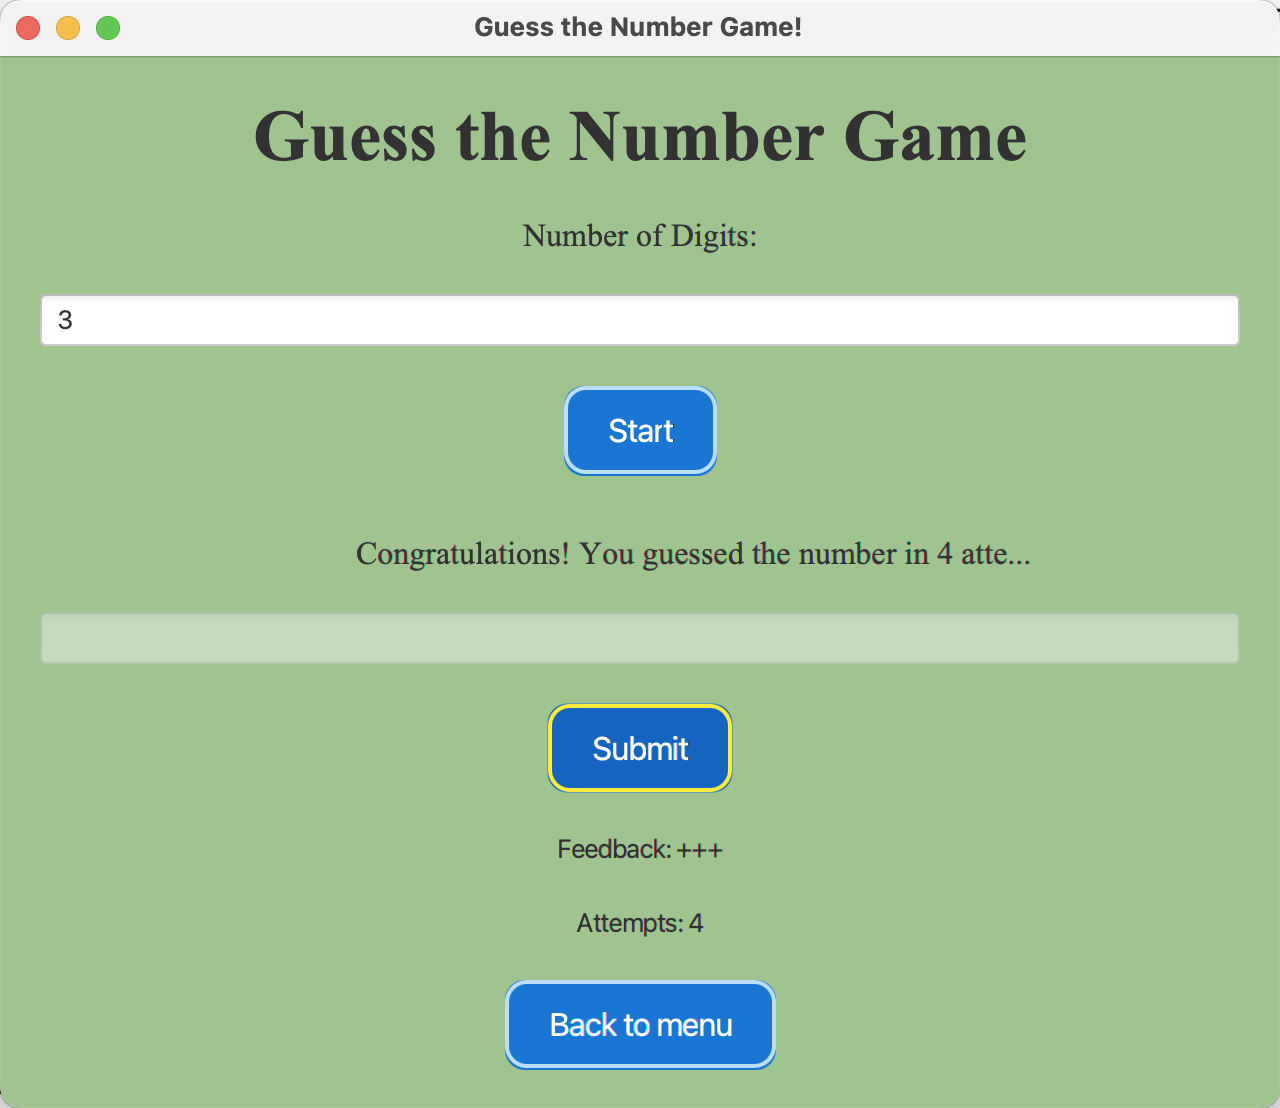 Guess the Number Game!
Guess the Number Game
Number of Digits:
3
Start
Congratulations! You guessed the number in 4 atte...
Submit
Feedback: +++
Attempts: 4
Back to menu